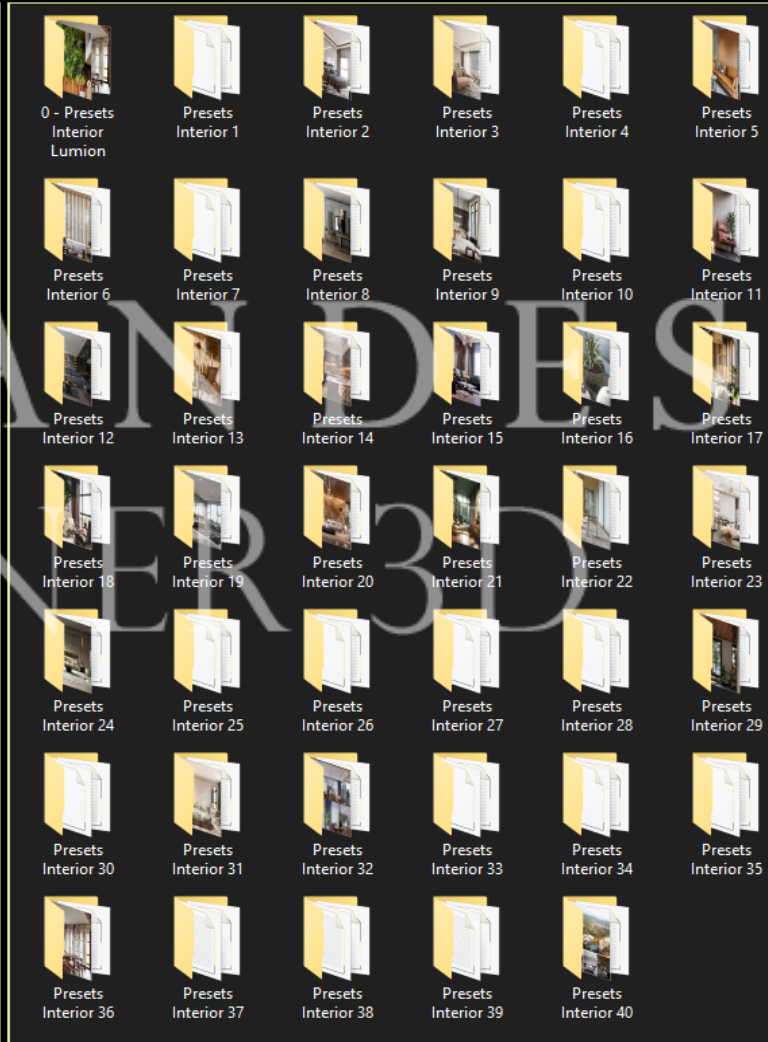 0 - Presets
Interior
Lumion
Presets
Interior 1
Presets
Interior 2
Presets
Interior 3
Presets
Interior 4
Presets
Interior 5
Presets
Interior 6
Presets
Interior 7
Presets
Interior 8
Presets
Interior 9
Presets
Interior 10
Presets
Interior 11
ANDES
Presets
Interior 12
Presets
Interior 13
Presets
Interior 14
Presets
Interior 15
Presets
Interior 16
Presets
Interior 17
Presets
Interior 18
Presets
Interior 19
Presets
Interior 20
Presets
Interior 21
Presets
Interior 22
Presets
Interior 23
NER 3D
Presets
Interior 24
Presets
Interior 25
Presets
Interior 26
Presets
Interior 27
Presets
Interior 28
Presets
Interior 29
Presets
Interior 30
Presets
Interior 31
Presets
Interior 32
Presets
Interior 33
Presets
Interior 34
Presets
Interior 35
Presets
Interior 36
Presets
Interior 37
Presets
Interior 38
Presets
Interior 39
Presets
Interior 40